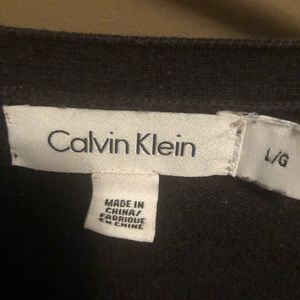 Calvin Klein
L/G
MADE IN
CHINA/
FABRIQUE
EN CHINE